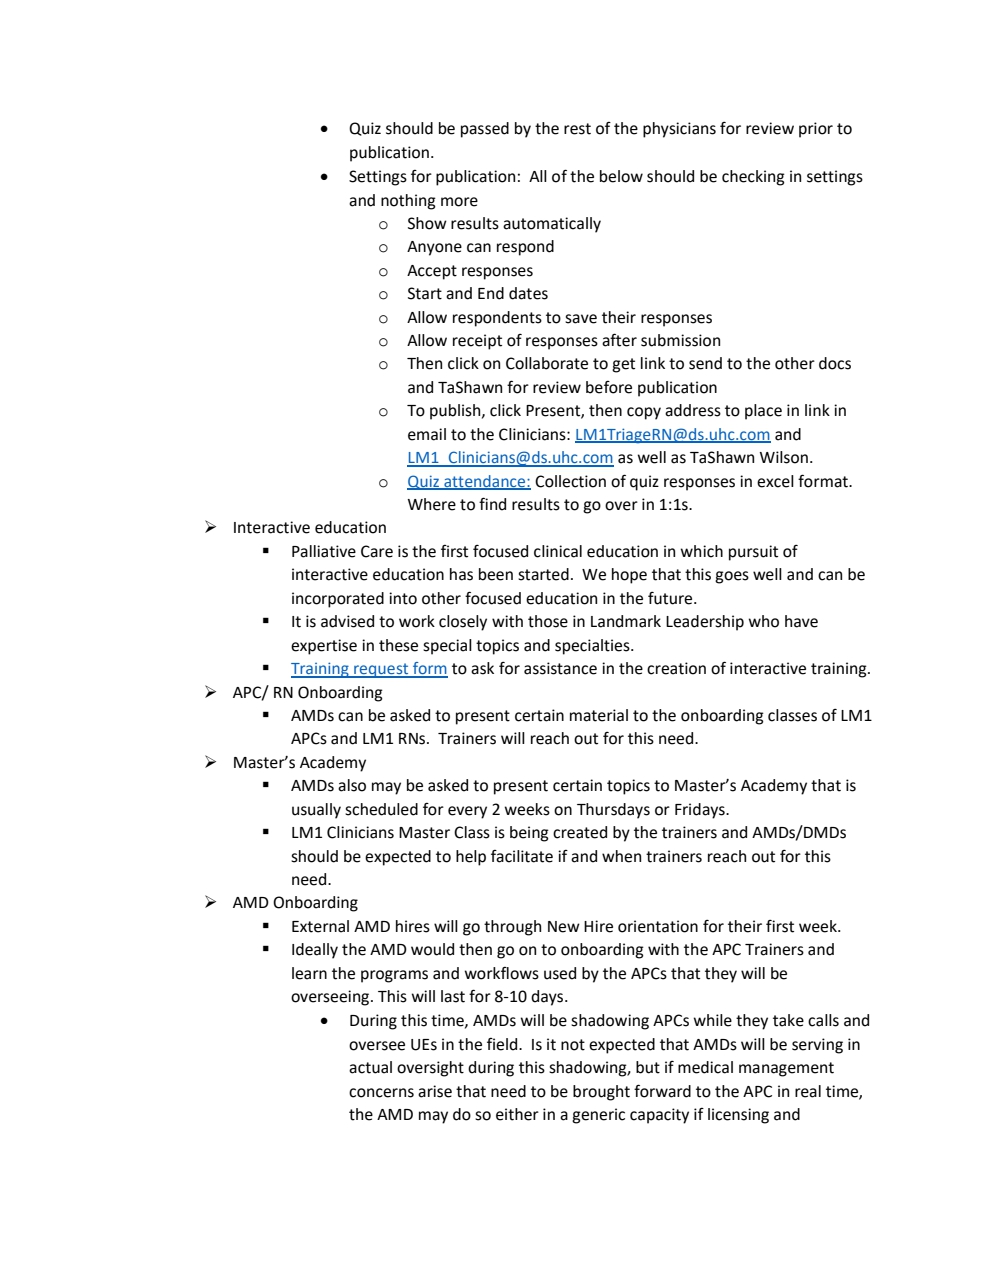 • Quiz should be passed by the rest of the physicians for review prior to
publication.
• Settings for publication:  All of the below should be checking in settings
and nothing more
o Show results automatically
o Anyone can respond
o Accept responses
o Start and End dates
o Allow respondents to save their responses
o Allow receipt of responses after submission
o Then click on Collaborate to get link to send to the other docs
and TaShawn for review before publication
o To publish, click Present, then copy address to place in link in
email to the Clinicians: LM1TriageRN@ds.uhc.com and
LM1_Clinicians@ds.uhc.com as well as TaShawn Wilson.
o Quiz attendance: Collection of quiz responses in excel format.
Where to find results to go over in 1:1s.
➢ Interactive education
▪ Palliative Care is the first focused clinical education in which pursuit of
interactive education has been started.  We hope that this goes well and can be
incorporated into other focused education in the future.
▪ It is advised to work closely with those in Landmark Leadership who have
expertise in these special topics and specialties.
▪ Training request form to ask for assistance in the creation of interactive training.
➢ APC/ RN Onboarding
▪ AMDs can be asked to present certain material to the onboarding classes of LM1
APCs and LM1 RNs.  Trainers will reach out for this need.
➢ Master’s Academy
▪ AMDs also may be asked to present certain topics to Master’s Academy that is
usually scheduled for every 2 weeks on Thursdays or Fridays.
▪ LM1 Clinicians Master Class is being created by the trainers and AMDs/DMDs
should be expected to help facilitate if and when trainers reach out for this
need.
➢ AMD Onboarding
▪ External AMD hires will go through New Hire orientation for their first week.
▪ Ideally the AMD would then go on to onboarding with the APC Trainers and
learn the programs and workflows used by the APCs that they will be
overseeing. This will last for 8-10 days.
• During this time, AMDs will be shadowing APCs while they take calls and
oversee UEs in the field.  Is it not expected that AMDs will be serving in
actual oversight during this shadowing, but if medical management
concerns arise that need to be brought forward to the APC in real time,
the AMD may do so either in a generic capacity if licensing and